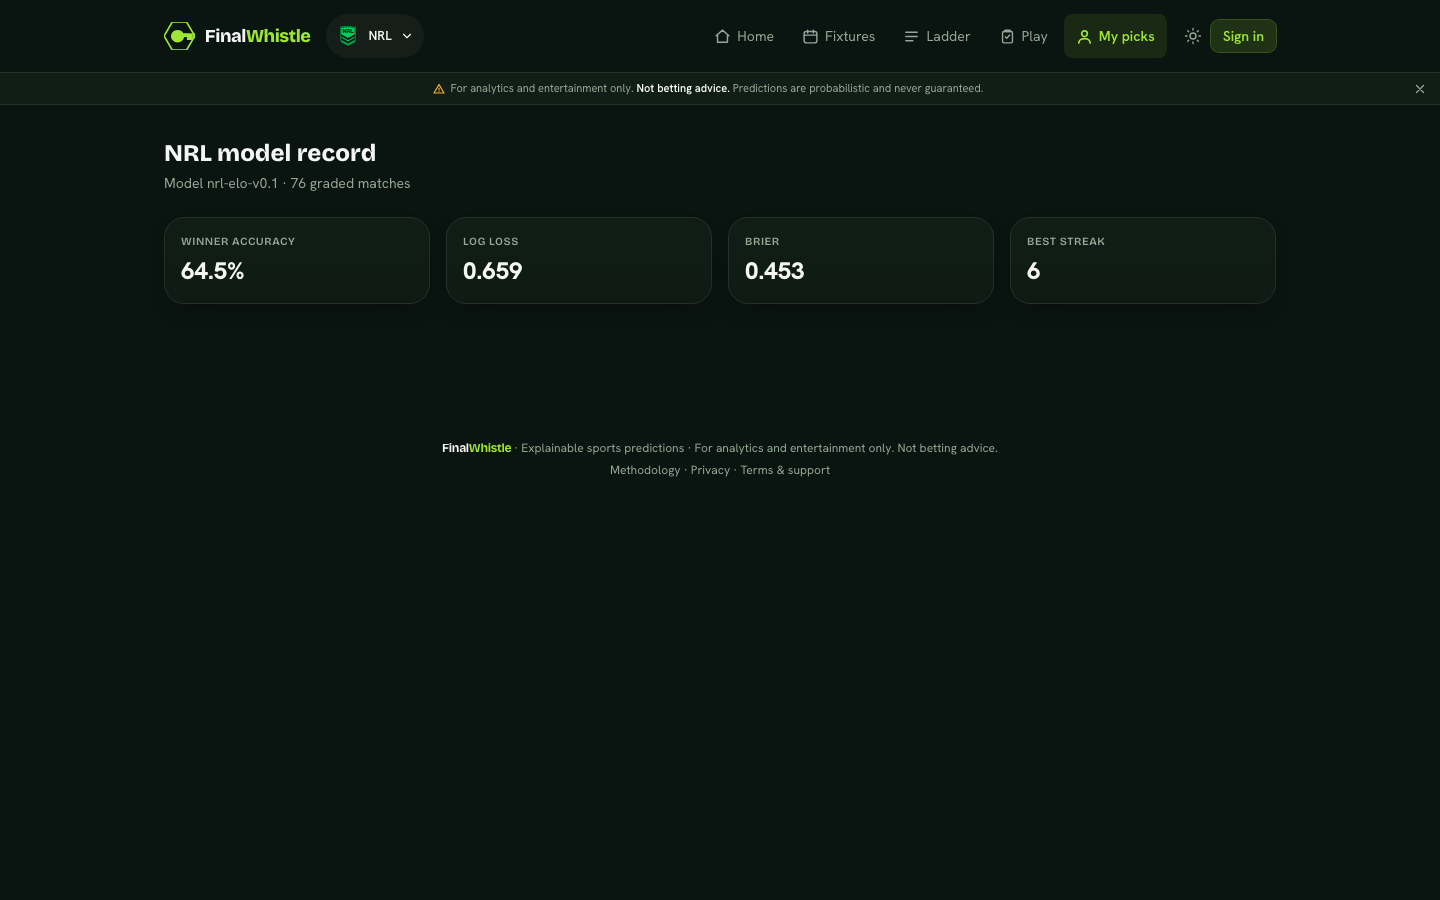 FinalWhistle NRL Home Fixtures Ladder Play My picks Sign in
For analytics and entertainment only. Not betting advice. Predictions are probabilistic and never guaranteed.
NRL model record
Model nrl-elo-v0.1 · 76 graded matches
WINNER ACCURACY
64.5%
LOG LOSS
0.659
BRIER
0.453
BEST STREAK
6
FinalWhistle · Explainable sports predictions · For analytics and entertainment only. Not betting advice.
Methodology · Privacy · Terms & support